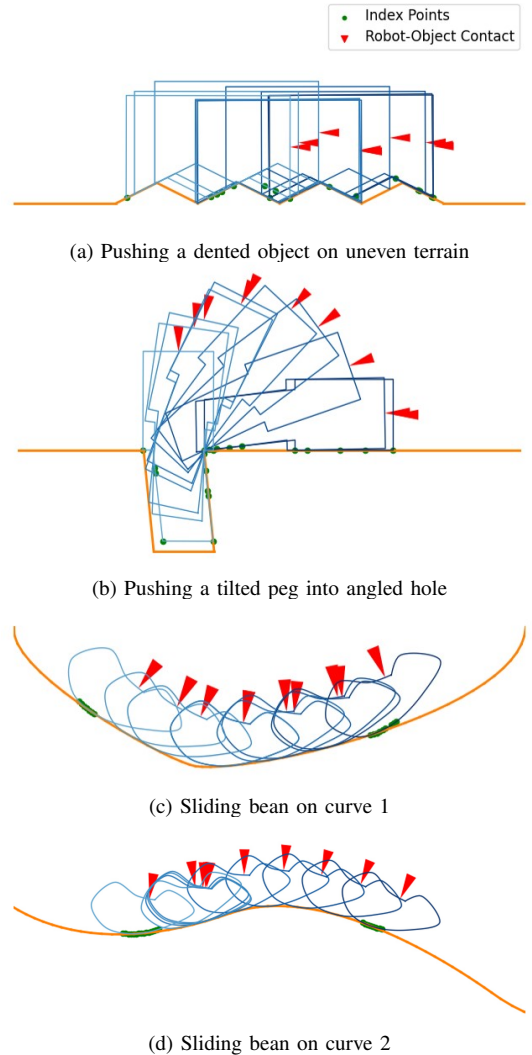 Index Points
Robot-Object Contact
(a) Pushing a dented object on uneven terrain
(b) Pushing a tilted peg into angled hole
(c) Sliding bean on curve 1
(d) Sliding bean on curve 2